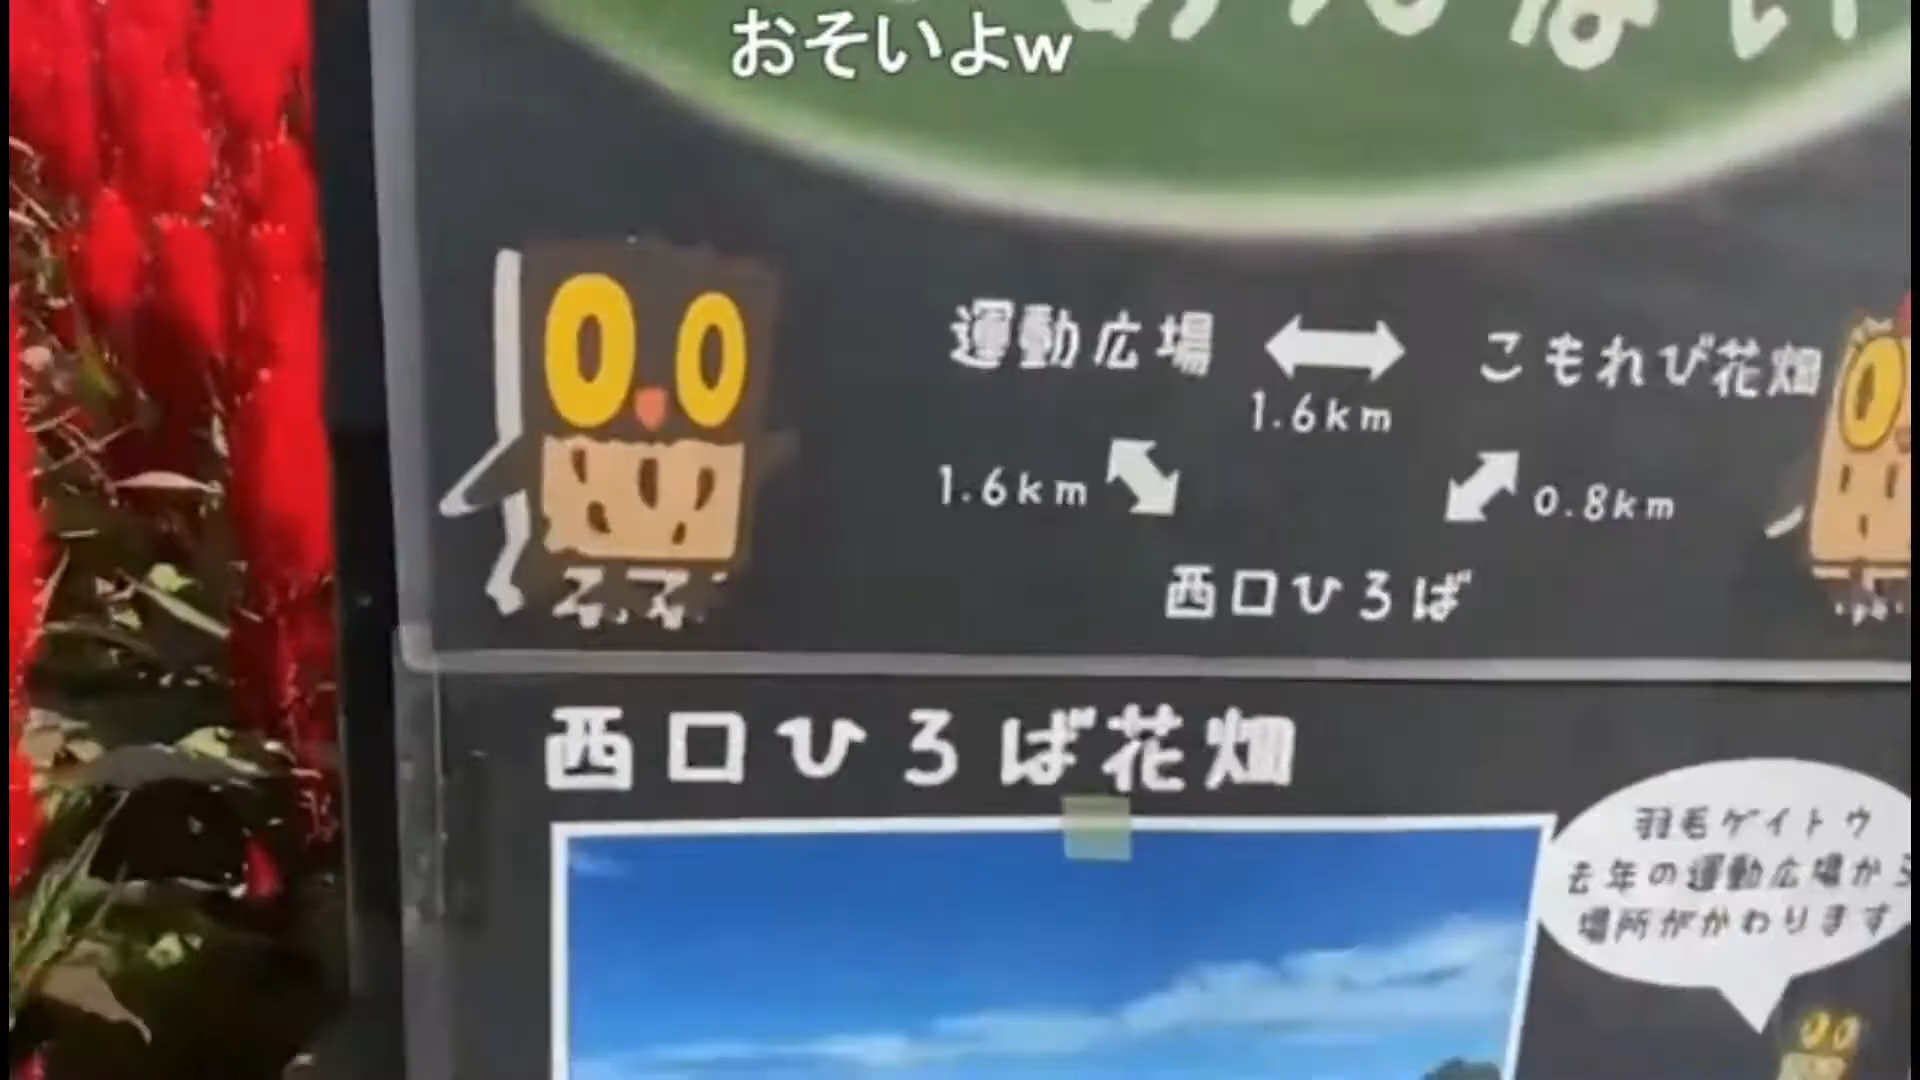 おそいよw
運動広場
こもれび花畑
1.6km
1.6km
0.8km
西口ひろば
西口ひろば花畑
羽毛ゲイトウ
去年の運動広場から
場所がかわります